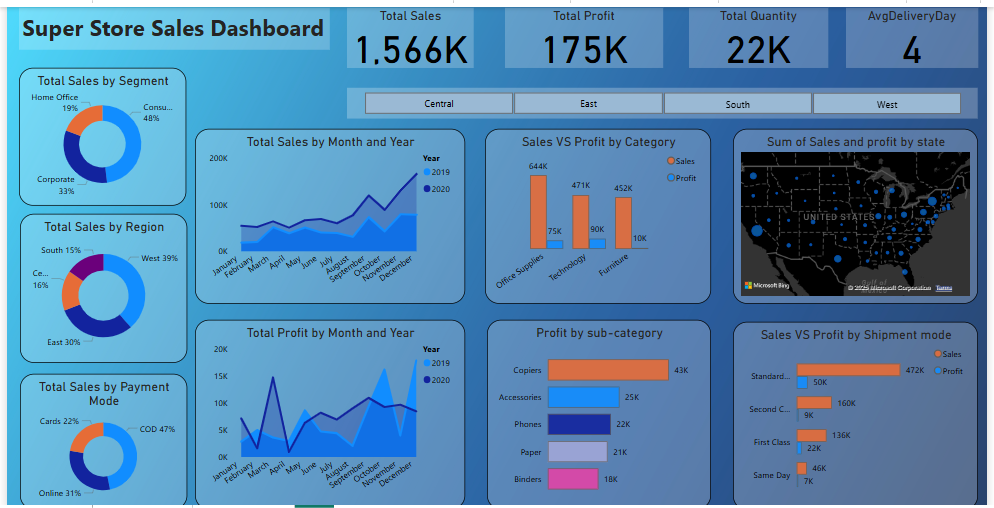 Super Store Sales Dashboard
Total Sales
1,566K
Total Profit
175K
Total Quantity
22K
AvgDeliveryDay
4
Central
East
South
West
Total Sales by Segment
Home Office
19%
Consu...
48%
Corporate
33%
Total Sales by Region
South 15%
West 39%
Ce...
16%
East 30%
Total Sales by Payment
Mode
Cards 22%
COD 47%
Online 31%
Total Sales by Month and Year
Year
2019
2020
200K
100K
0K
January
February
March
April
May
June
July
August
September
October
November
December
Total Profit by Month and Year
Year
2019
2020
20K
15K
10K
5K
0K
January
February
March
April
May
June
July
August
September
October
November
December
Sales VS Profit by Category
Sales
Profit
644K
75K
471K
90K
452K
10K
Office Supplies
Technology
Furniture
Profit by sub-category
Copiers
43K
Accessories
25K
Phones
22K
Paper
21K
Binders
18K
Sum of Sales and profit by state
UNITED STATES
Gulf of
Microsoft Bing
© 2025 Microsoft Corporation Terms
Sales VS Profit by Shipment mode
Sales
Profit
Standard...
472K
50K
Second C...
160K
9K
First Class
136K
22K
Same Day
46K
7K